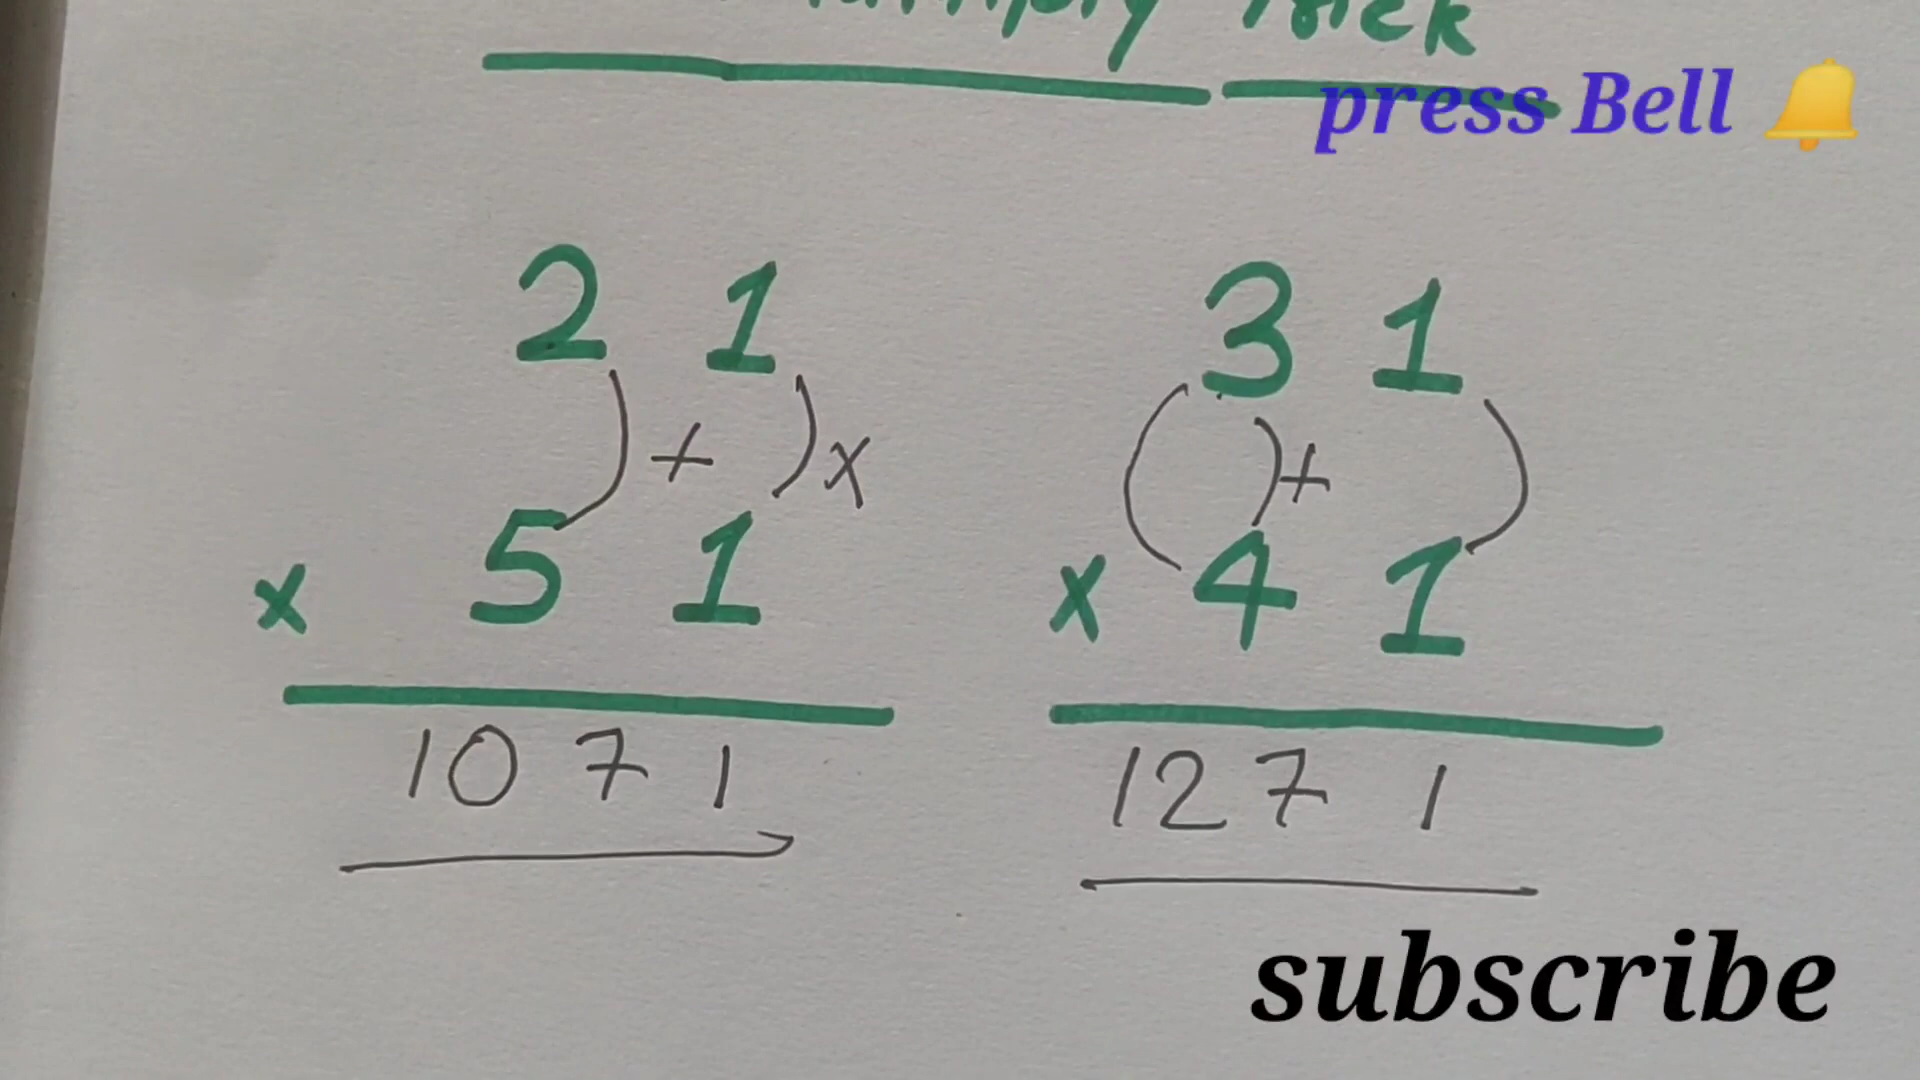 press Bell 🔔
2 1
+ x
x 5 1
1071
3 1
+
x 4 1
1271
subscribe